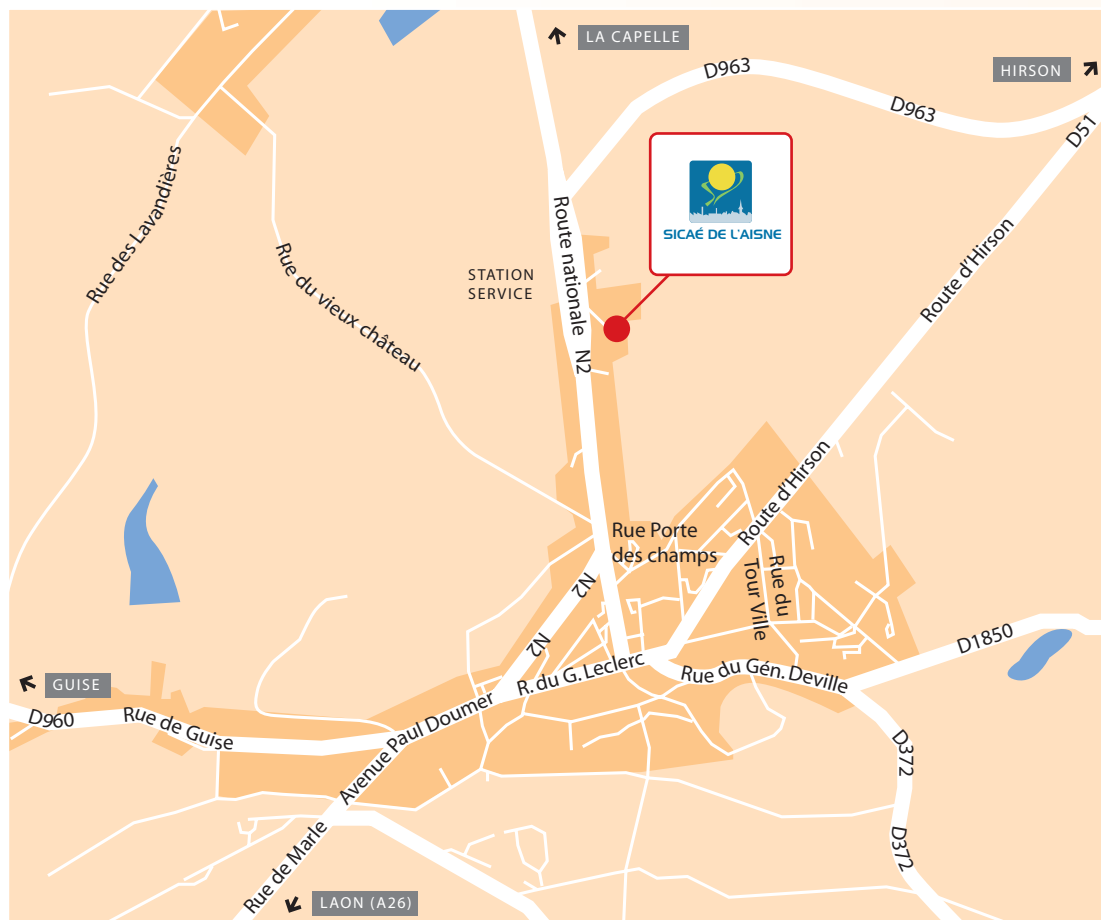 LA CAPELLE
HIRSON
D963
D963
D51
SICAÉ DE L'AISNE
Rue des Lavandières
Rue du vieux château
STATION
SERVICE
Route nationale N2
Route d'Hirson
Route d'Hirson
Rue Porte
des champs
Rue du
Tour Ville
N2
N2
D1850
R. du G. Leclerc
Rue du Gén. Deville
GUISE
D960
Rue de Guise
Avenue Paul Doumer
D372
D372
Rue de Marle
LAON (A26)